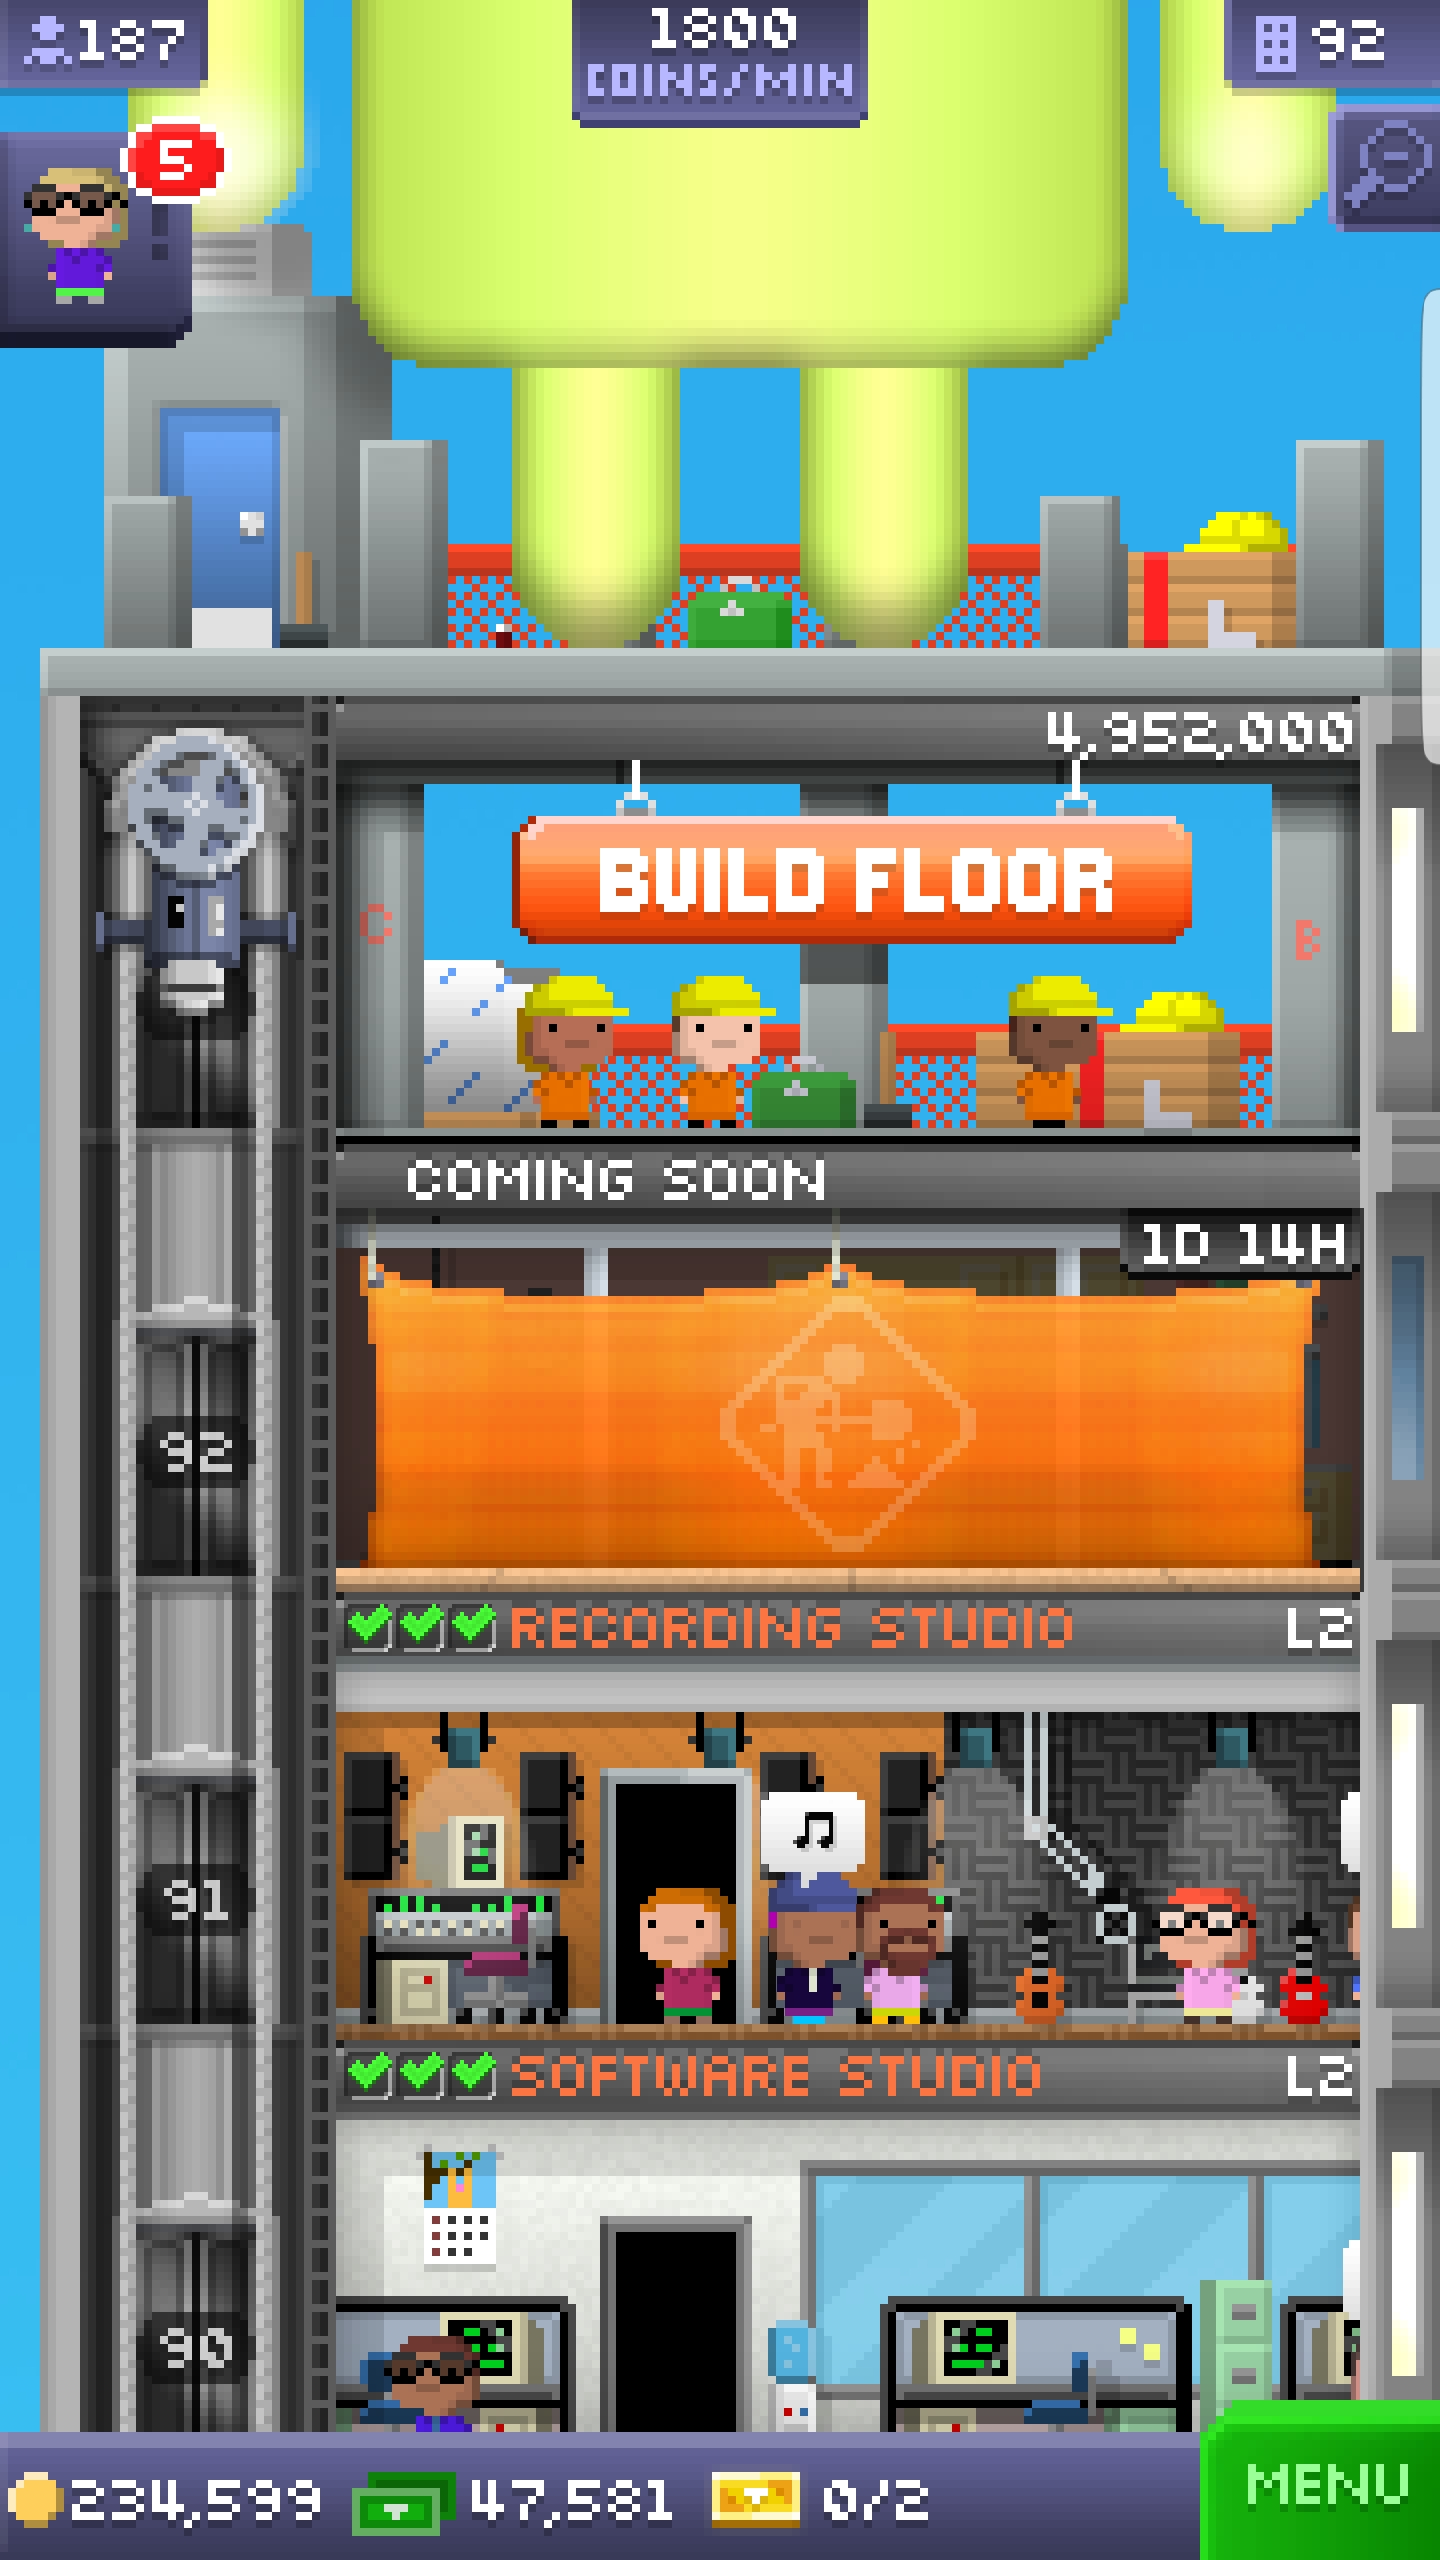 187
1800
COINS/MIN
92
5
4,952,000
BUILD FLOOR
C
B
COMING SOON
1D 14H
92
RECORDING STUDIO L2
91
SOFTWARE STUDIO L2
90
234,599 47,581 0/2
MENU